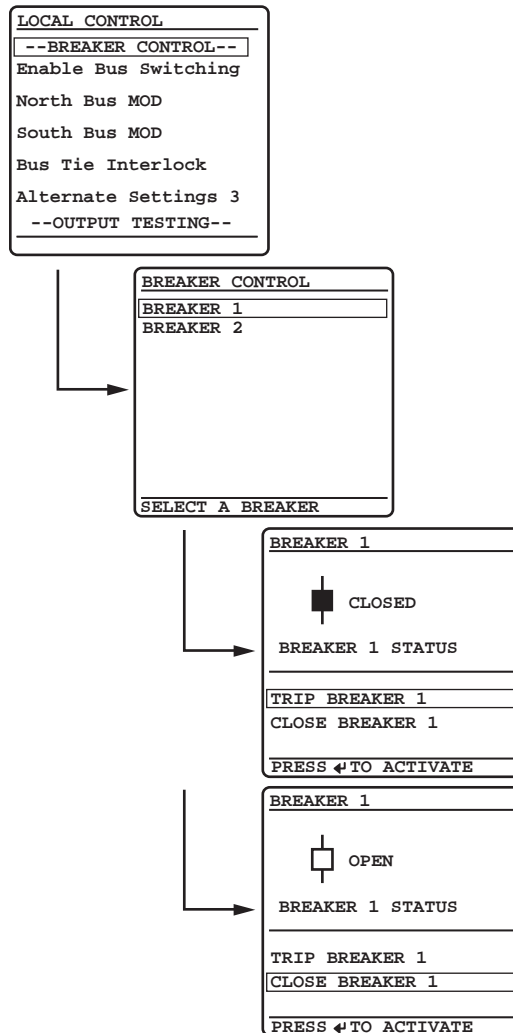 LOCAL CONTROL
--BREAKER CONTROL--
Enable Bus Switching
North Bus MOD
South Bus MOD
Bus Tie Interlock
Alternate Settings 3
--OUTPUT TESTING--
BREAKER CONTROL
BREAKER 1
BREAKER 2
SELECT A BREAKER
BREAKER 1
CLOSED
BREAKER 1 STATUS
TRIP BREAKER 1
CLOSE BREAKER 1
PRESS ↵ TO ACTIVATE
BREAKER 1
OPEN
BREAKER 1 STATUS
TRIP BREAKER 1
CLOSE BREAKER 1
PRESS ↵ TO ACTIVATE